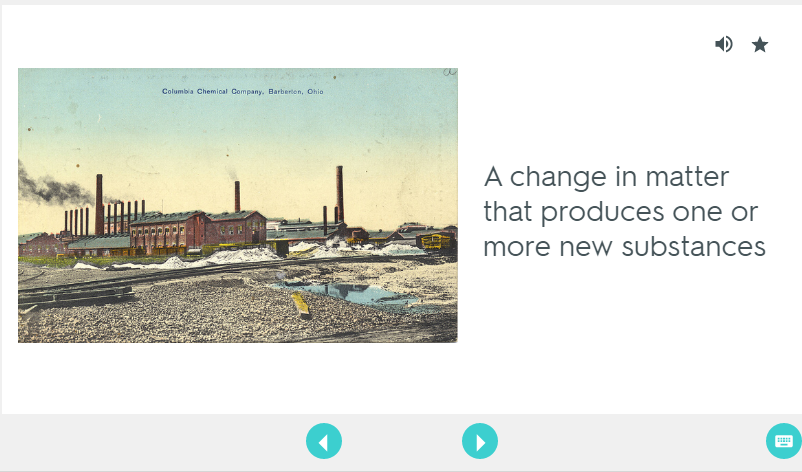 Columbia Chemical Company, Barberton, Ohio
A change in matter
that produces one or
more new substances